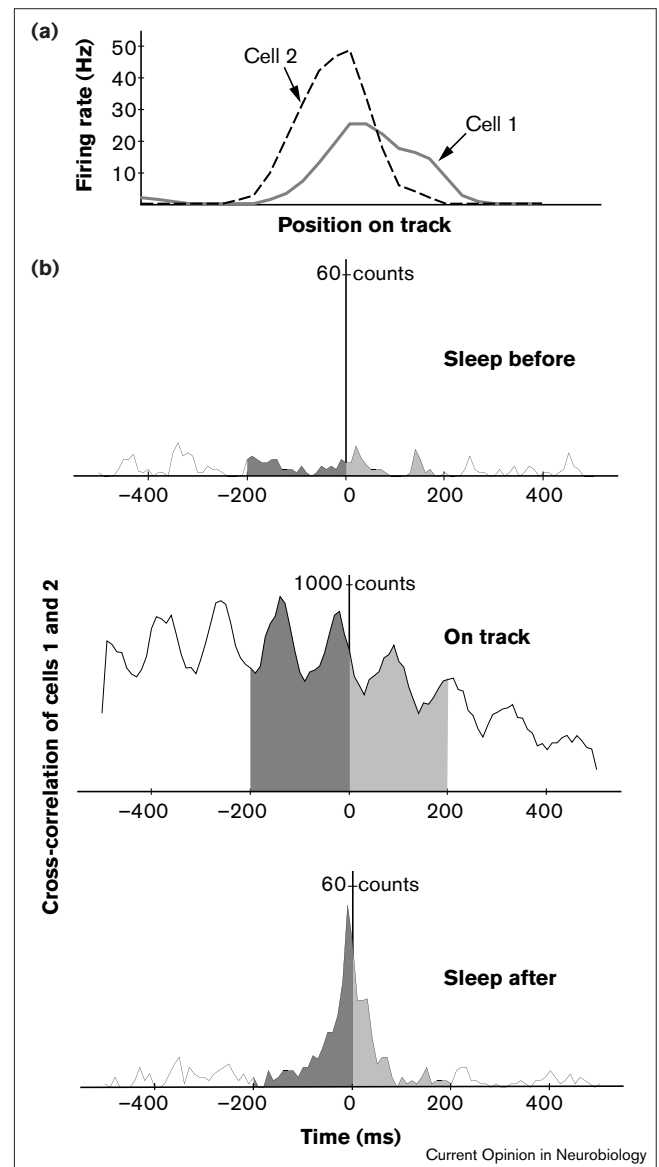 (a)
Firing rate (Hz)
50
40
30
20
10
Cell 2
Cell 1
Position on track
(b)
Cross-correlation of cells 1 and 2
60 counts
Sleep before
−400 −200 0 200 400
1000 counts
On track
−400 −200 0 200 400
60 counts
Sleep after
−400 −200 0 200 400
Time (ms)
Current Opinion in Neurobiology